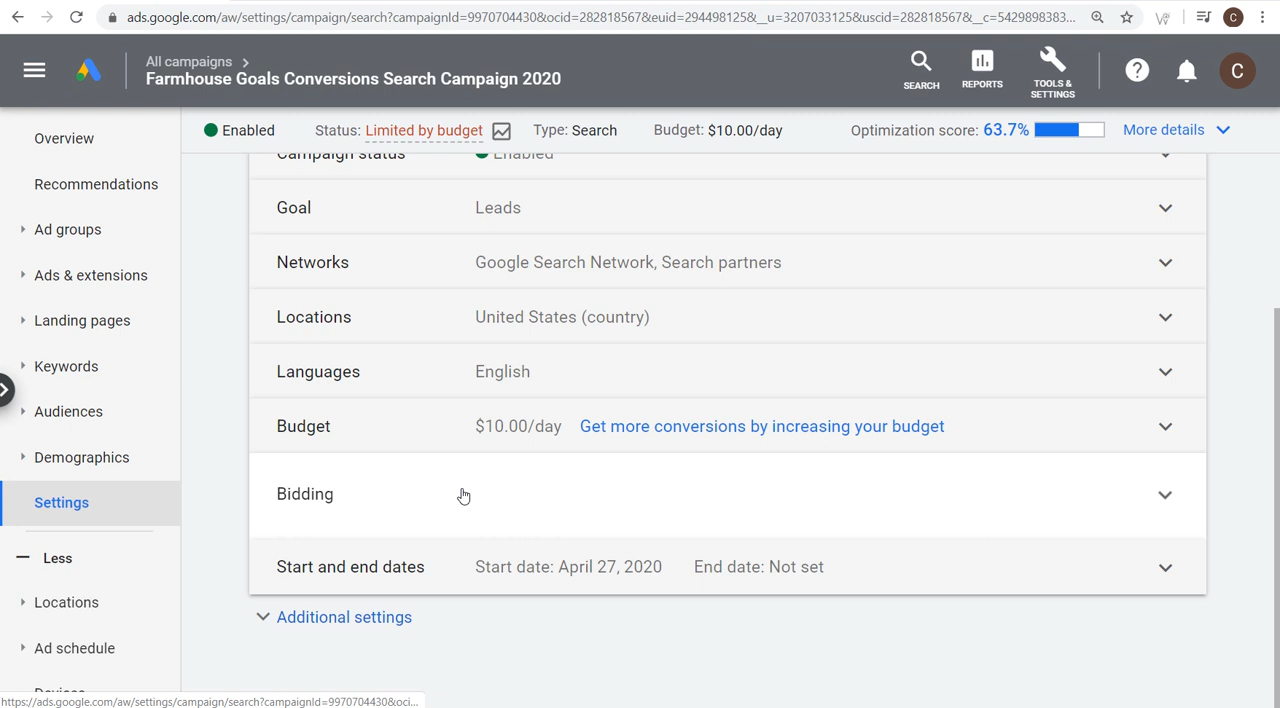 ads.google.com/aw/settings/campaign/search?campaignId=9970704430&ocid=282818567&euid=294498125&__u=3207033125&uscid=282818567&__c=5429898383...
C
All campaigns
Farmhouse Goals Conversions Search Campaign 2020
SEARCH
REPORTS
TOOLS &
SETTINGS
C
Enabled
Status: Limited by budget
Type: Search
Budget: $10.00/day
Optimization score: 63.7%
More details
Overview
Recommendations
Ad groups
Ads & extensions
Landing pages
Keywords
Audiences
Demographics
Settings
Less
Locations
Ad schedule
Devices
Campaign status Enabled
Goal Leads
Networks Google Search Network, Search partners
Locations United States (country)
Languages English
Budget $10.00/day Get more conversions by increasing your budget
Bidding
Start and end dates Start date: April 27, 2020 End date: Not set
Additional settings
https://ads.google.com/aw/settings/campaign/search?campaignId=9970704430&oci...